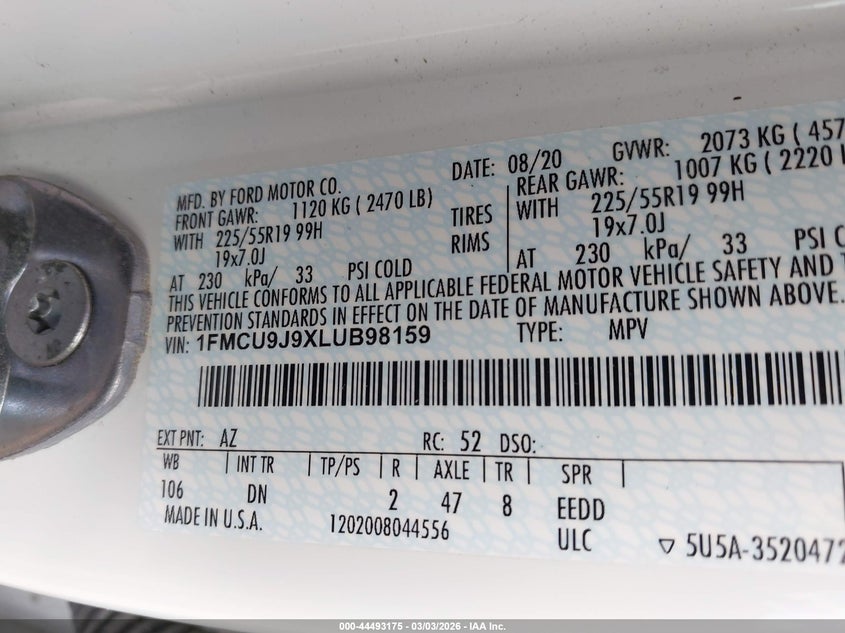 MFD. BY FORD MOTOR CO. DATE: 08/20 GVWR: 2073 KG ( 457
FRONT GAWR: 1120 KG ( 2470 LB) REAR GAWR: 1007 KG ( 2220
WITH 225/55R19 99H TIRES WITH 225/55R19 99H
19x7.0J RIMS 19x7.0J
AT 230 kPa/ 33 PSI COLD AT 230 kPa/ 33 PSI
THIS VEHICLE CONFORMS TO ALL APPLICABLE FEDERAL MOTOR VEHICLE SAFETY AND
PREVENTION STANDARDS IN EFFECT ON THE DATE OF MANUFACTURE SHOWN ABOVE.
VIN: 1FMCU9J9XLUB98159 TYPE: MPV
EXT PNT: AZ RC: 52 DSO:
WB INT TR TP/PS R AXLE TR SPR
106 DN 2 47 8 EEDD
MADE IN U.S.A. 1202008044556 ULC ▽ 5U5A-3520472
000-44493175 — 03/03/2026 — IAA Inc.